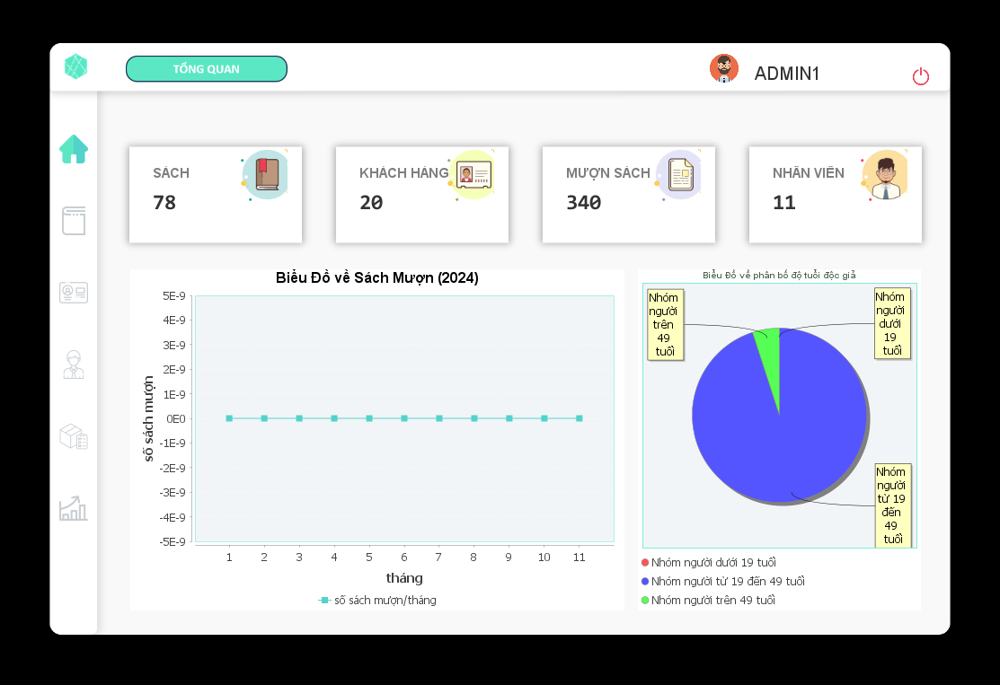 TỔNG QUAN
ADMIN1
SÁCH
78
KHÁCH HÀNG
20
MƯỢN SÁCH
340
NHÂN VIÊN
11
Biểu Đồ về Sách Mượn (2024)
5E-9
4E-9
3E-9
2E-9
1E-9
0E0
-1E-9
-2E-9
-3E-9
-4E-9
-5E-9
số sách mượn
1 2 3 4 5 6 7 8 9 10 11
tháng
số sách mượn/tháng
Biểu Đồ về phân bố độ tuổi độc giả
Nhóm
người
trên
49
tuổi
Nhóm
người
dưới
19
tuổi
Nhóm
người
từ 19
đến
49
tuổi
Nhóm người dưới 19 tuổi
Nhóm người từ 19 đến 49 tuổi
Nhóm người trên 49 tuổi